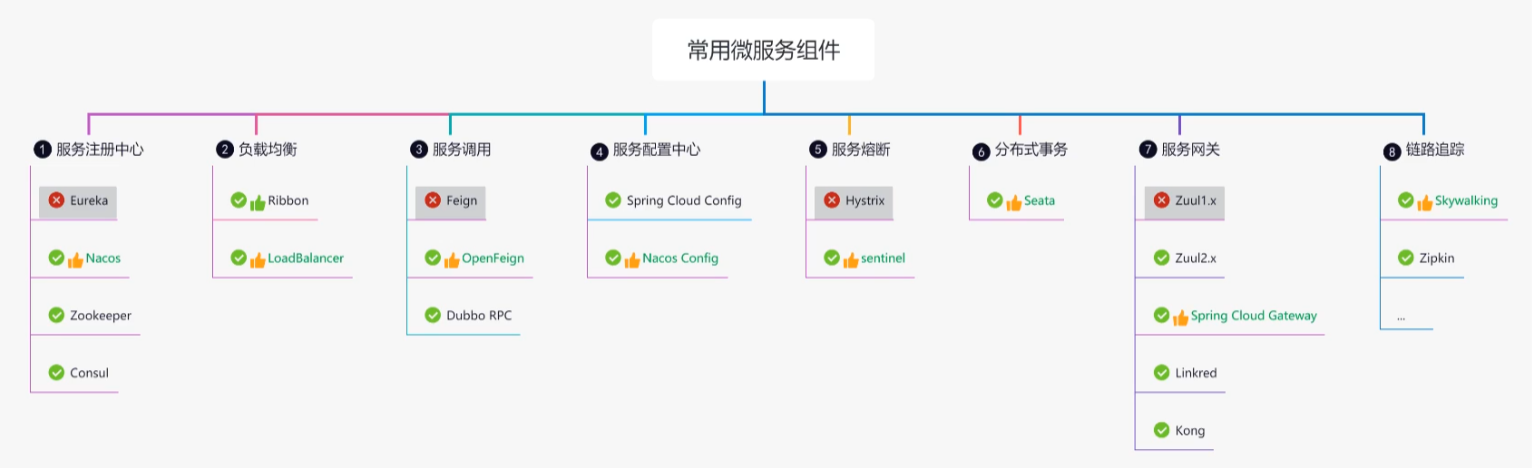 常用微服务组件
1 服务注册中心
Eureka
Nacos
Zookeeper
Consul
2 负载均衡
Ribbon
LoadBalancer
3 服务调用
Feign
OpenFeign
Dubbo RPC
4 服务配置中心
Spring Cloud Config
Nacos Config
5 服务熔断
Hystrix
sentinel
6 分布式事务
Seata
7 服务网关
Zuul1.x
Zuul2.x
Spring Cloud Gateway
Linkred
Kong
8 链路追踪
Skywalking
Zipkin
...